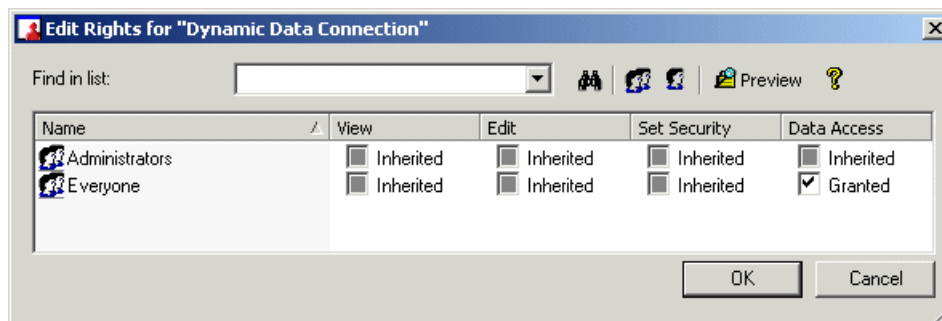 Edit Rights for "Dynamic Data Connection"
Find in list:
Preview
Name View Edit Set Security Data Access
Administrators Inherited Inherited Inherited Inherited
Everyone Inherited Inherited Inherited Granted
OK Cancel